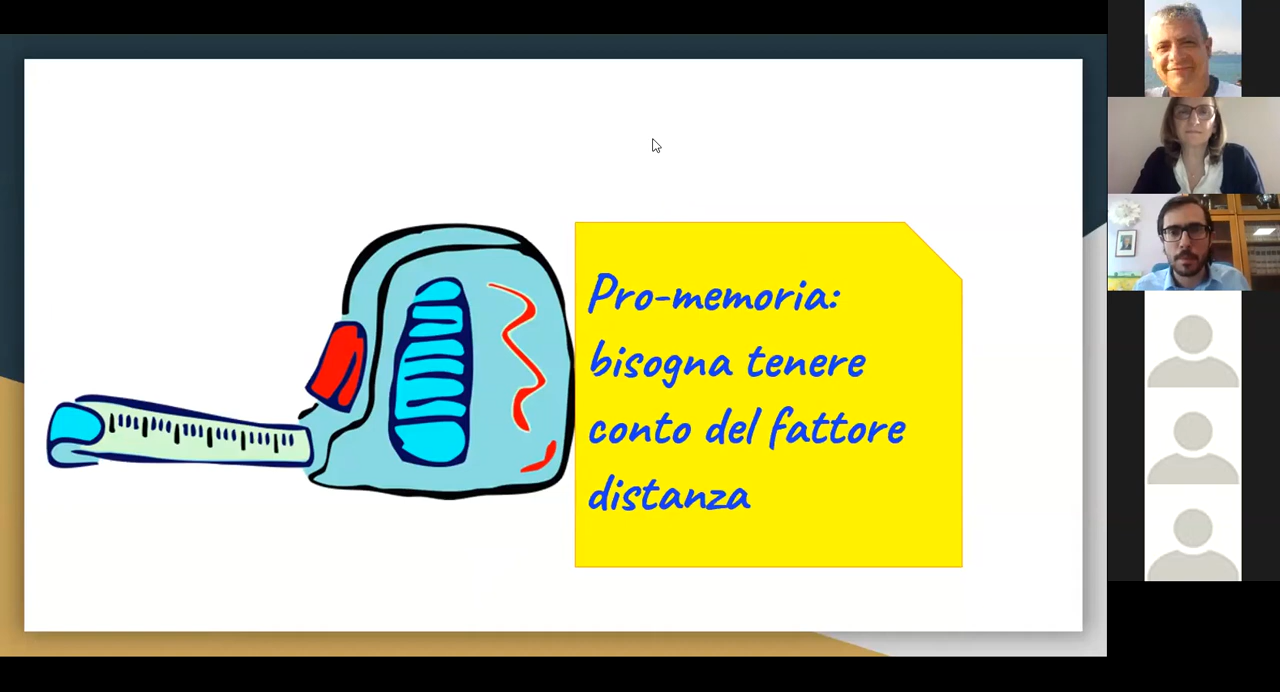 Pro-memoria:
bisogna tenere
conto del fattore
distanza